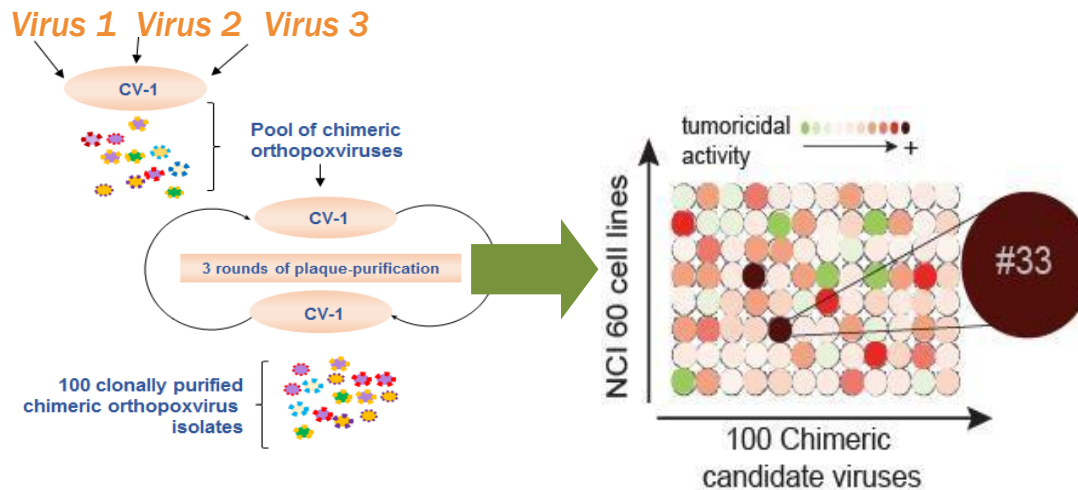 Virus 1 Virus 2 Virus 3
CV-1
Pool of chimeric
orthopoxviruses
CV-1
3 rounds of plaque-purification
CV-1
100 clonally purified
chimeric orthopoxvirus
isolates
tumoricidal
activity
+
NCI 60 cell lines
#33
100 Chimeric
candidate viruses